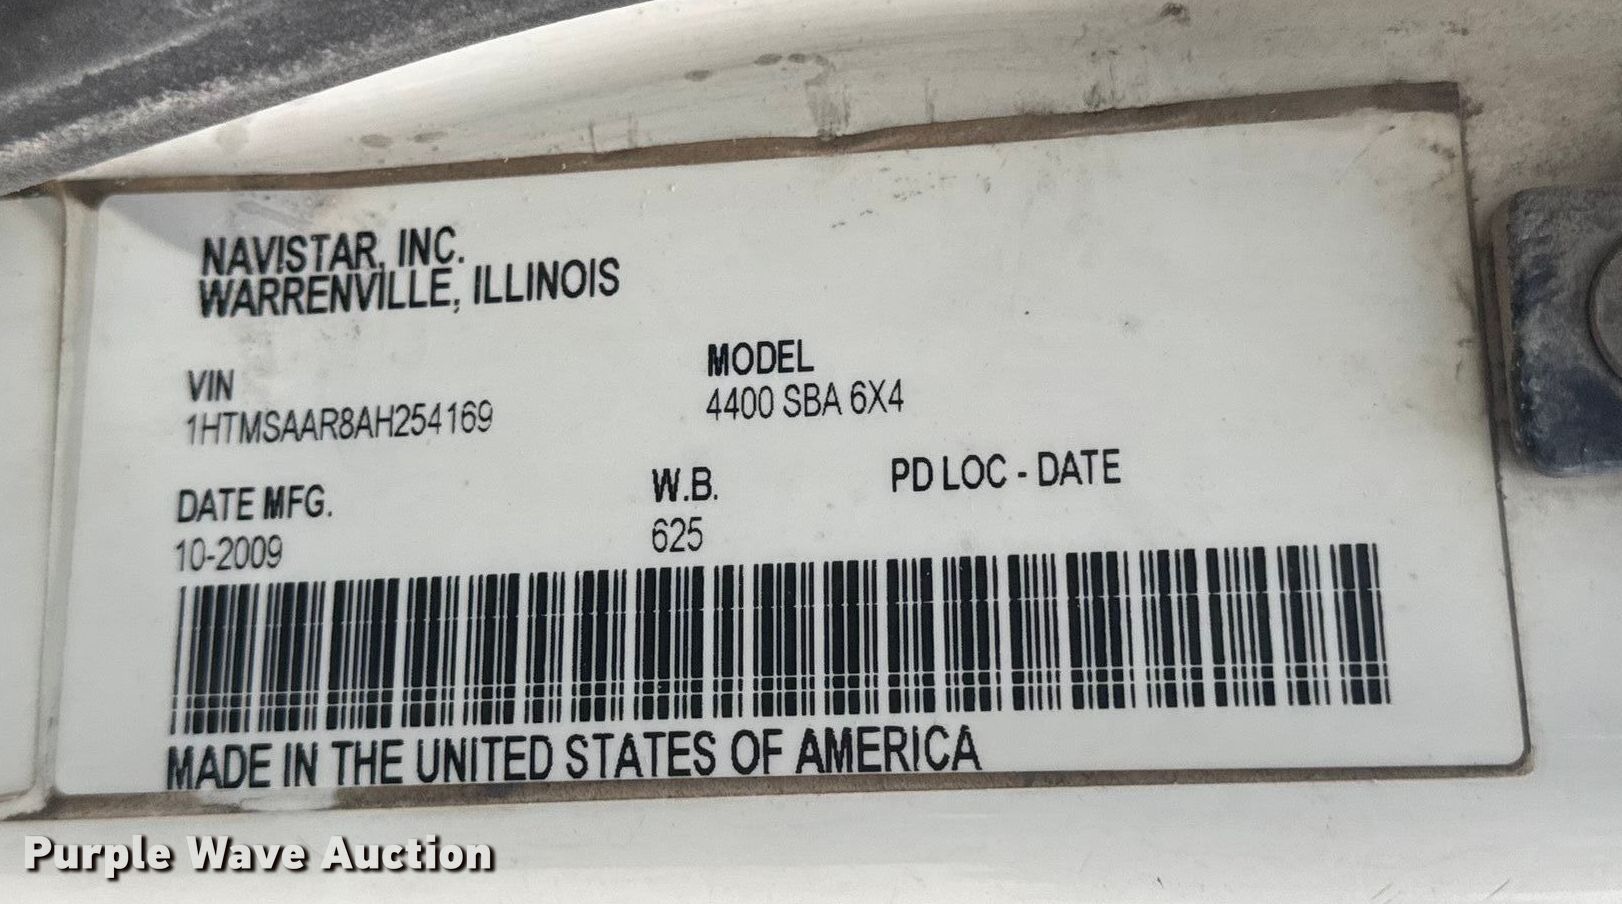 NAVISTAR, INC.
WARRENVILLE, ILLINOIS
VIN
1HTMSAAR8AH254169
MODEL
4400 SBA 6X4
DATE MFG.
10-2009
W.B.
625
PD LOC - DATE
MADE IN THE UNITED STATES OF AMERICA
Purple Wave Auction